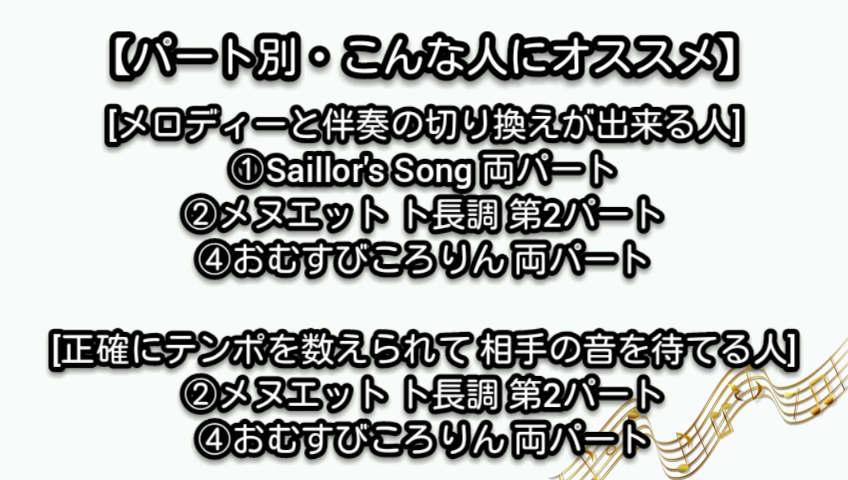 【パート別・こんな人にオススメ】
[メロディーと伴奏の切り換えが出来る人]
①Saillor's Song 両パート
②メヌエット ト長調 第2パート
④おむすびころりん 両パート
[正確にテンポを数えられて 相手の音を待てる人]
②メヌエット ト長調 第2パート
④おむすびころりん 両パート